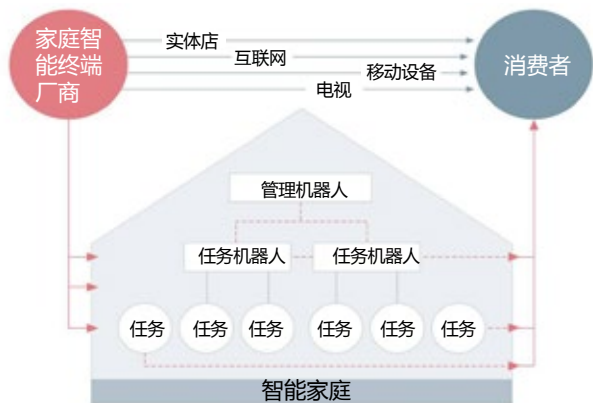 家庭智
能终端
厂商
实体店
互联网
移动设备
电视
消费者
管理机器人
任务机器人
任务机器人
任务
任务
任务
任务
任务
任务
智能家庭